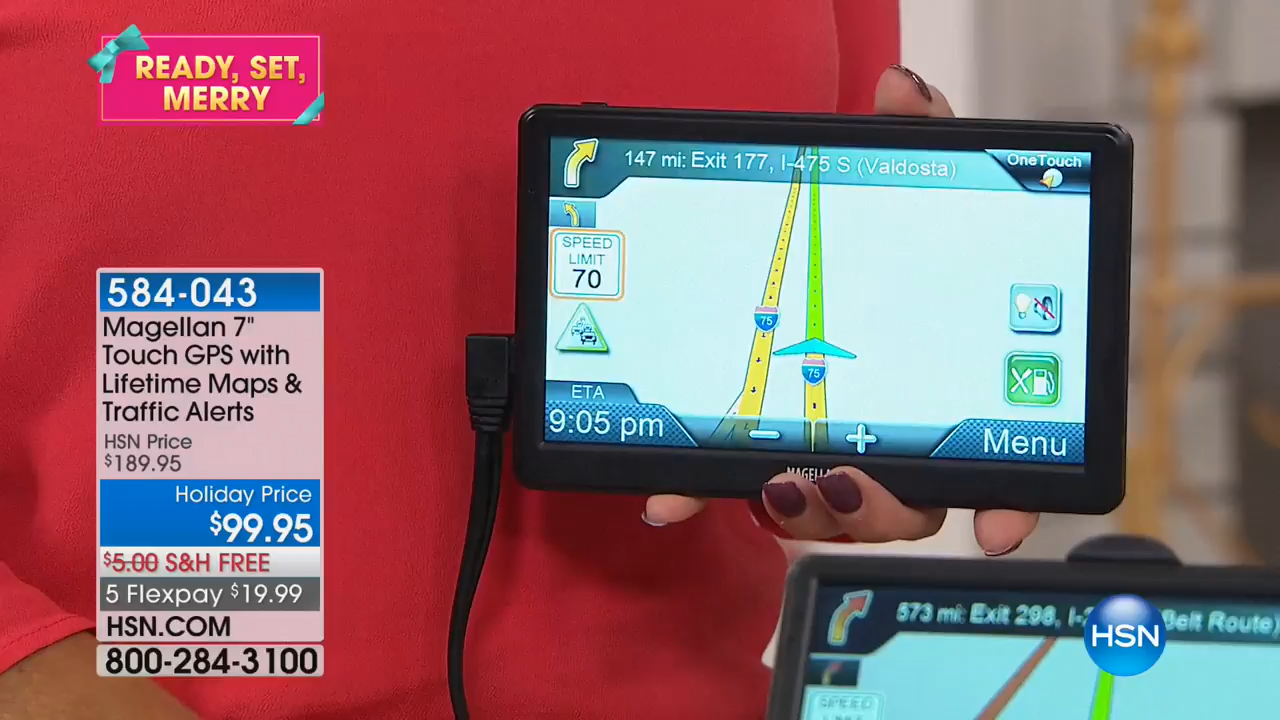 READY, SET,
MERRY
584-043
Magellan 7"
Touch GPS with
Lifetime Maps &
Traffic Alerts
HSN Price
$189.95
Holiday Price
$99.95
$5.00 S&H FREE
5 Flexpay $19.99
HSN.COM
800-284-3100
147 mi: Exit 177, I-475 S (Valdosta)
OneTouch
SPEED
LIMIT
70
75
75
ETA
9:05 pm
Menu
573 mi: Exit 298,
Belt Route)
SPEED
HSN